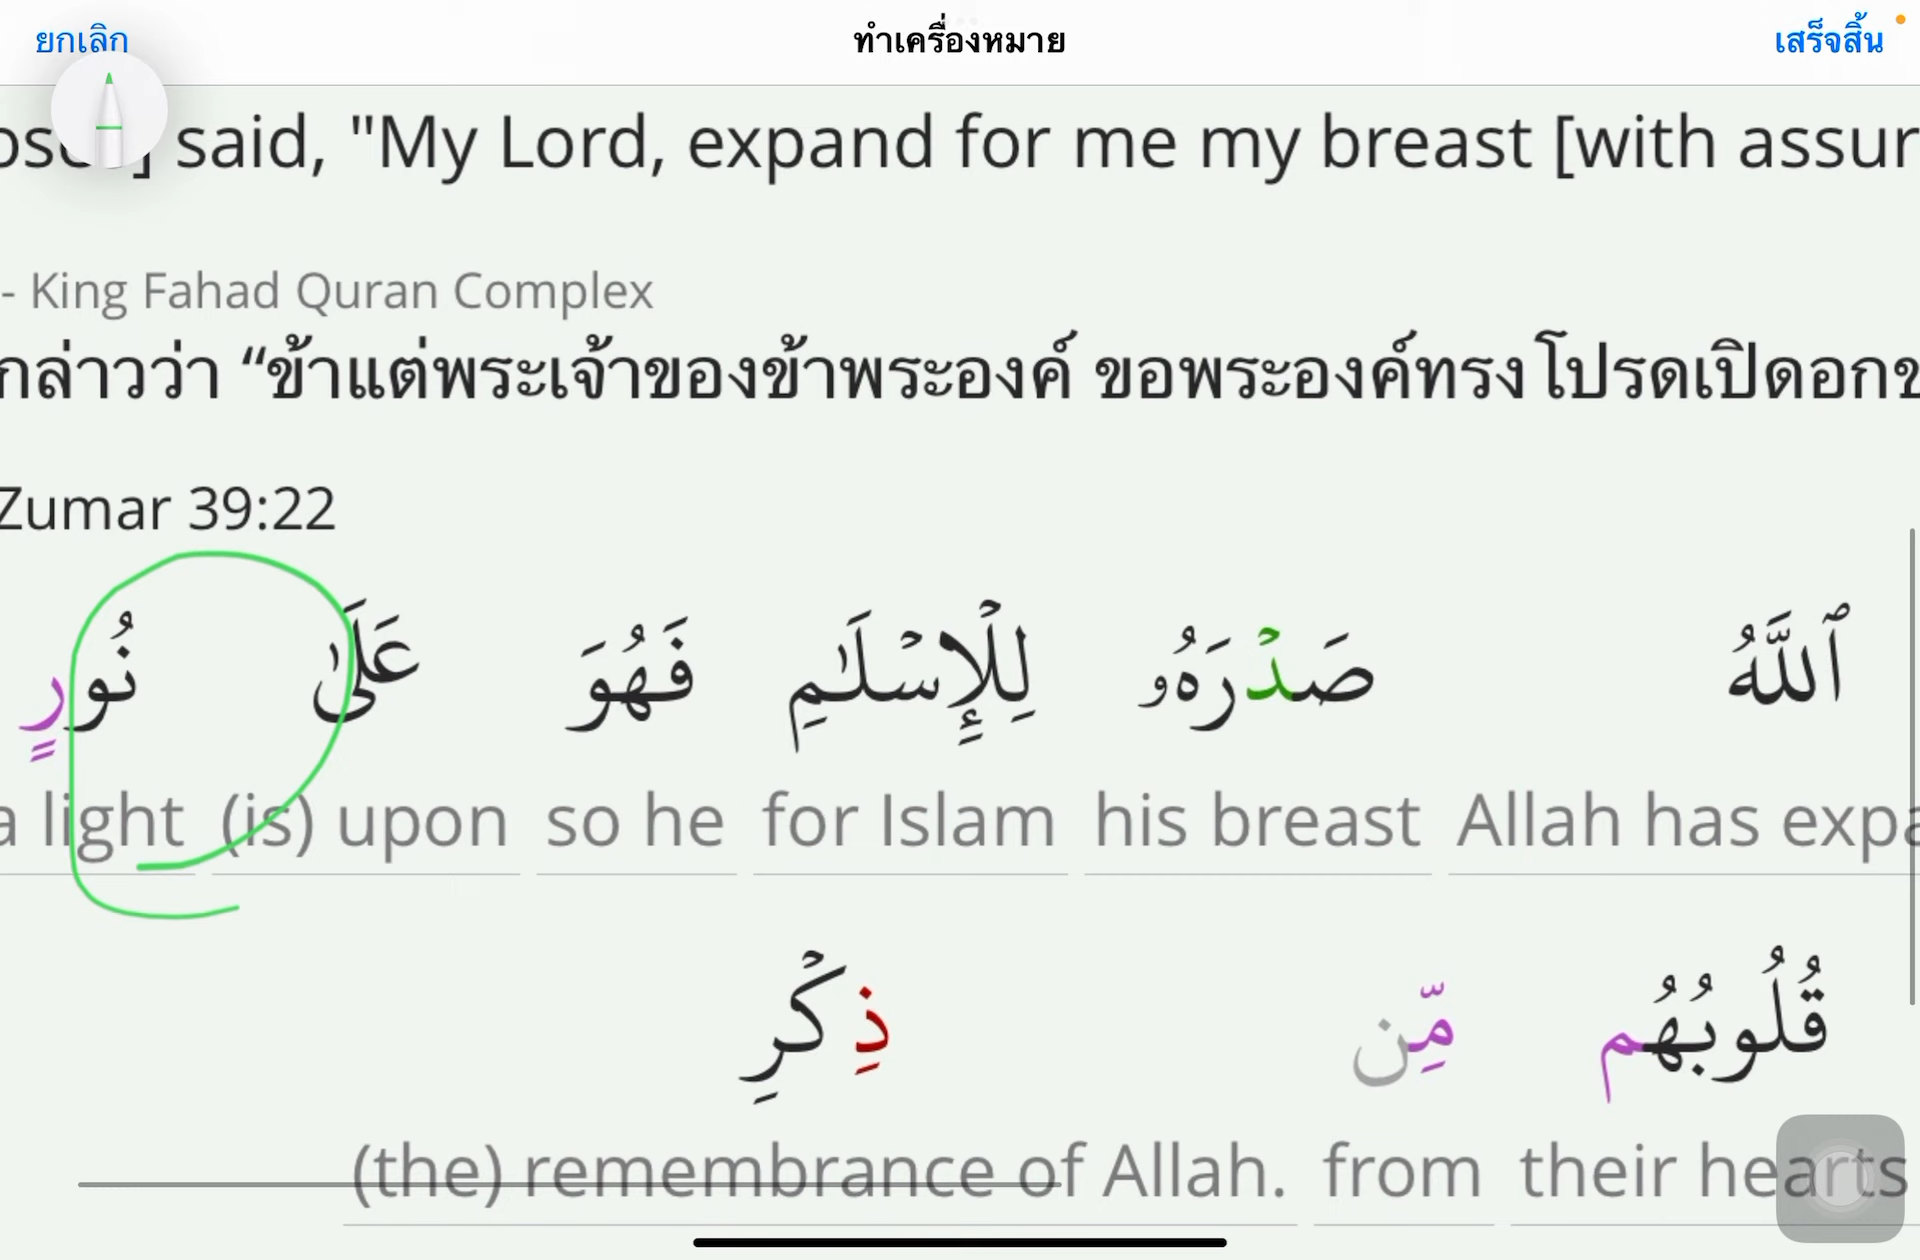 ยกเลิก ทำเครื่องหมาย เสร็จสิ้น
said, "My Lord, expand for me my breast [with assur
- King Fahad Quran Complex
กล่าวว่า “ข้าแต่พระเจ้าของข้าพระองค์ ขอพระองค์ทรงโปรดเปิดอกข
Zumar 39:22
ٱللَّهُ صَدْرَهُۥ لِلْإِسْلَـٰمِ فَهُوَ عَلَىٰ نُورٍ
a light (is) upon so he for Islam his breast Allah has expa
قُلُوبُهُم مِّن ذِكْرِ
(the) remembrance of Allah. from their hearts